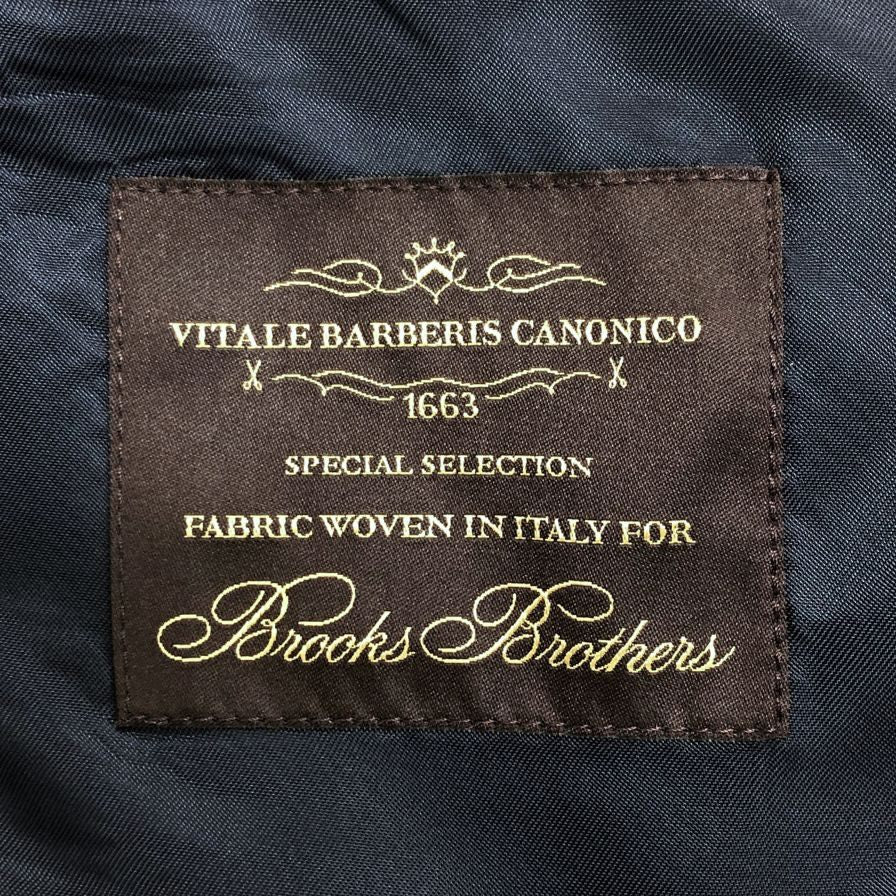 VITALE BARBERIS CANONICO
1663
SPECIAL SELECTION
FABRIC WOVEN IN ITALY FOR
Brooks Brothers